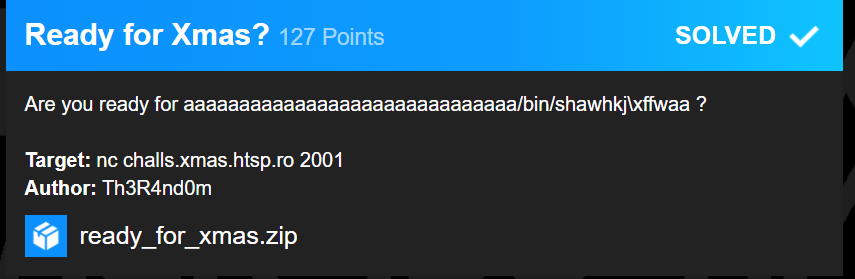 Ready for Xmas? 127 Points SOLVED
Are you ready for aaaaaaaaaaaaaaaaaaaaaaaaaaaaaa/bin/shawhkj\xffwaa ?
Target: nc challs.xmas.htsp.ro 2001
Author: Th3R4nd0m
ready_for_xmas.zip